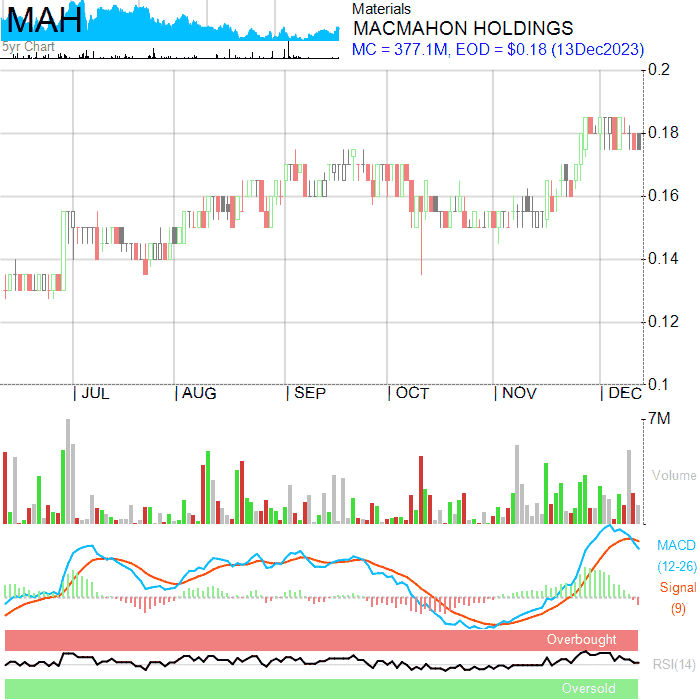 MAH
5yr Chart
Materials
MACMAHON HOLDINGS
MC = 377.1M, EOD = $0.18 (13Dec2023)
0.2
0.18
0.16
0.14
0.12
0.1
JUL AUG SEP OCT NOV DEC
7M
Volume
MACD
(12-26)
Signal
(9)
Overbought
RSI(14)
Oversold